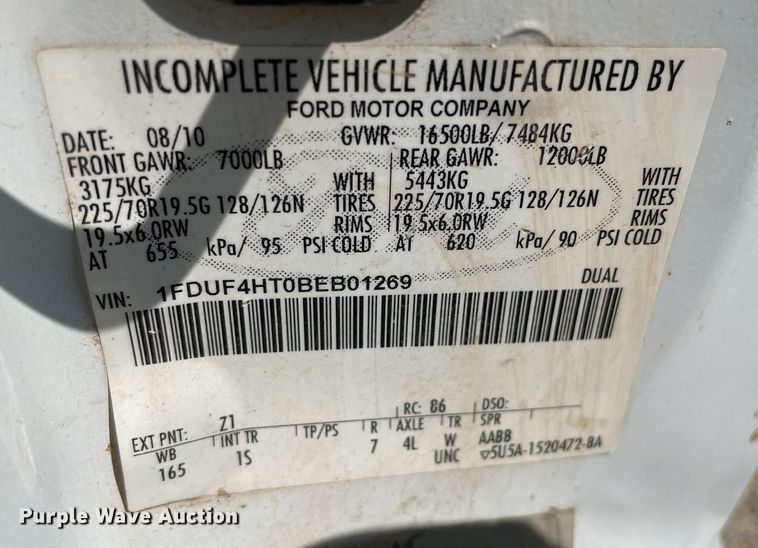 INCOMPLETE VEHICLE MANUFACTURED BY
FORD MOTOR COMPANY
DATE: 08/10 GVWR: 16500LB/ 7484KG
FRONT GAWR: 7000LB REAR GAWR: 12000LB
3175KG WITH 5443KG WITH
225/70R19.5G 128/126N TIRES 225/70R19.5G 128/126N TIRES
19.5x6.0RW RIMS 19.5x6.0RW RIMS
AT 655 kPa/ 95 PSI COLD AT 620 kPa/ 90 PSI COLD
VIN: 1FDUF4HT0BEB01269 DUAL
EXT PNT: Z1 RC: 86 DSO:
WB INT TR TP/PS R AXLE TR SPR
165 1S 7 4L W AABB
UNC ▽5U5A-1520472-BA
Purple Wave Auction